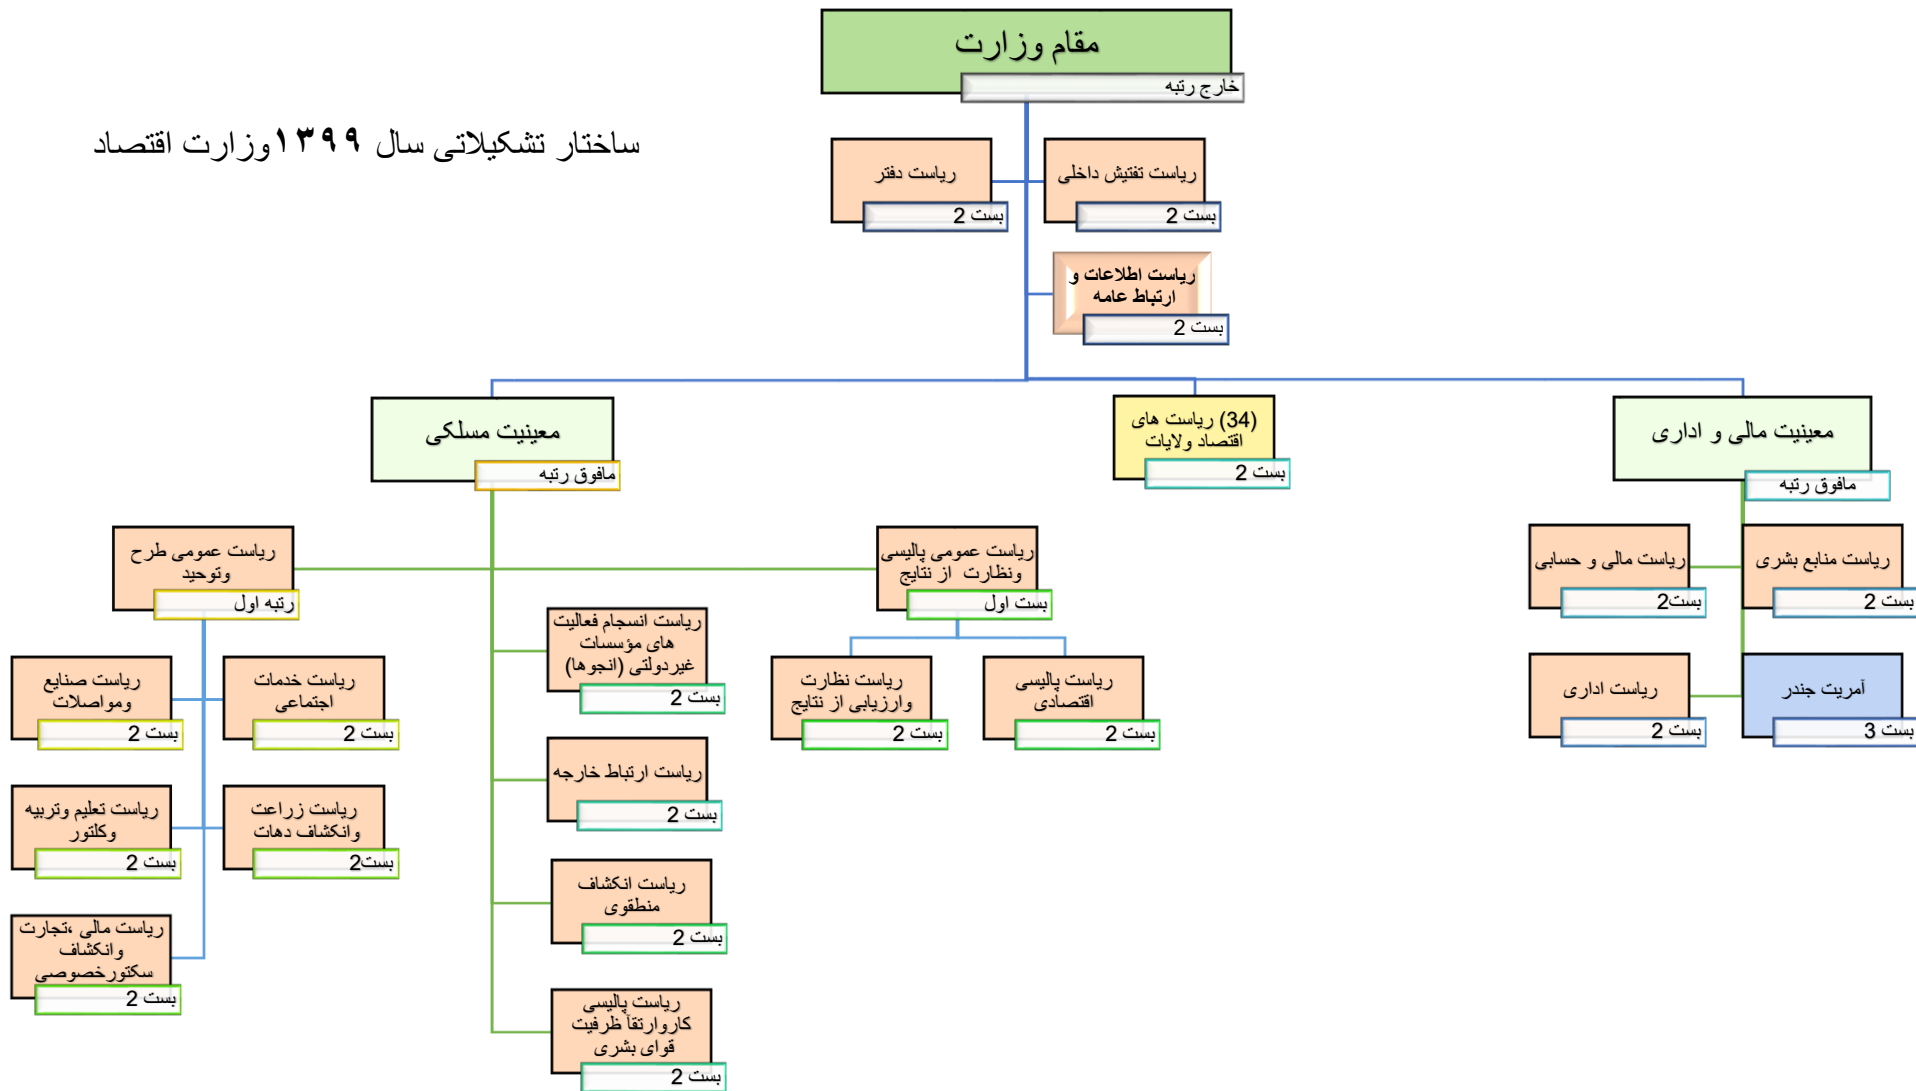 مقام وزارت
خارج رتبه
ساختار تشکیلاتی سال ۱۳۹۹وزارت اقتصاد
ریاست تفتیش داخلی
بست 2
ریاست دفتر
بست 2
ریاست اطلاعات و
ارتباط عامه
بست 2
معینیت مالی و اداری
مافوق رتبه
(34) ریاست های
اقتصاد ولایات
بست 2
معینیت مسلکی
مافوق رتبه
ریاست منابع بشری
بست 2
ریاست مالی و حسابی
بست2
آمریت جندر
بست 3
ریاست اداری
بست 2
ریاست عمومی پالیسی
ونظارت از نتایج
بست اول
ریاست پالیسی
اقتصادی
بست 2
ریاست نظارت
وارزیابی از نتایج
بست 2
ریاست انسجام فعالیت
های مؤسسات
غیردولتی (انجوها)
بست 2
ریاست ارتباط خارجه
بست 2
ریاست انکشاف
منطقوی
بست 2
ریاست پالیسی
کاروارتقأ ظرفیت
قوای بشری
بست 2
ریاست عمومی طرح
وتوحید
رتبه اول
ریاست خدمات
اجتماعی
بست 2
ریاست صنایع
ومواصلات
بست 2
ریاست زراعت
وانکشاف دهات
بست2
ریاست تعلیم وتربیه
وکلتور
بست 2
ریاست مالی ،تجارت
وانکشاف
سکتورخصوصی
بست 2